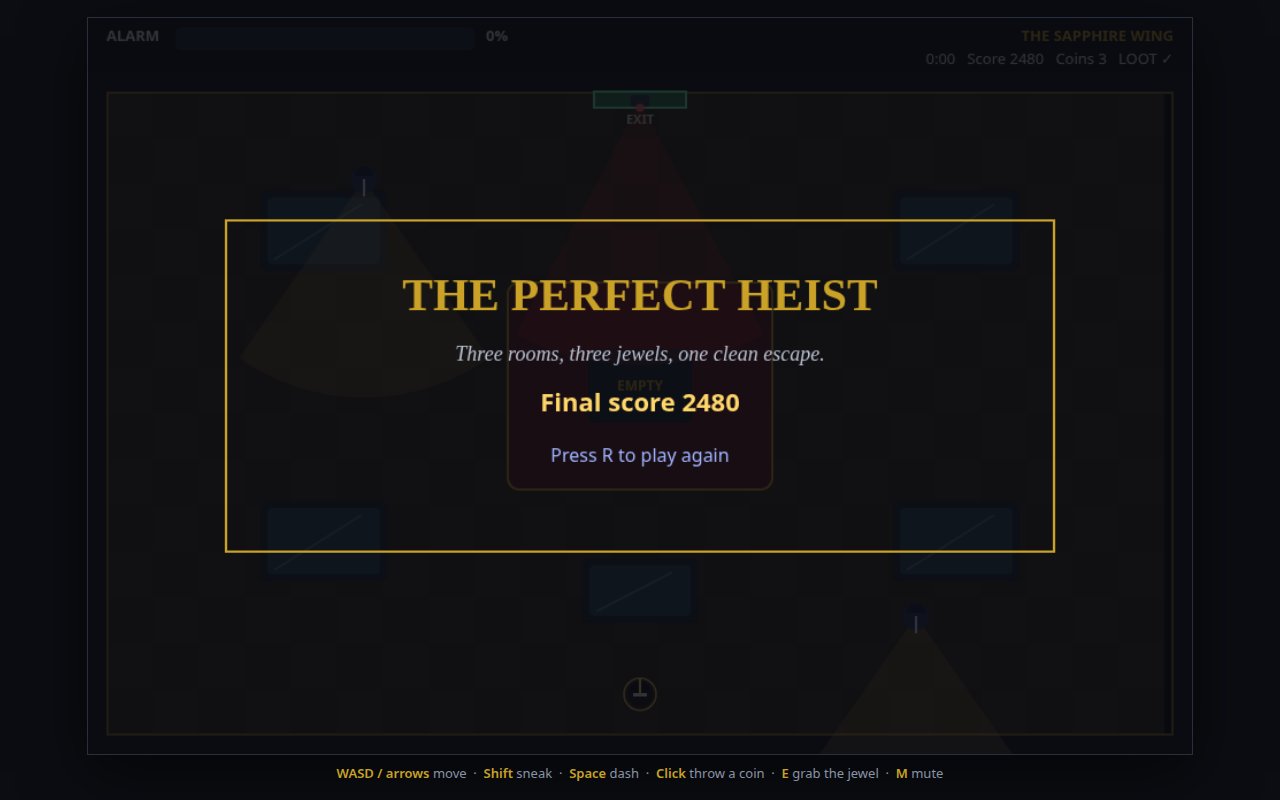 ALARM 0% THE SAPPHIRE WING
0:00 Score 2480 Coins 3 LOOT ✓
EXIT
THE PERFECT HEIST
Three rooms, three jewels, one clean escape.
EMPTY
Final score 2480
Press R to play again
WASD / arrows move · Shift sneak · Space dash · Click throw a coin · E grab the jewel · M mute